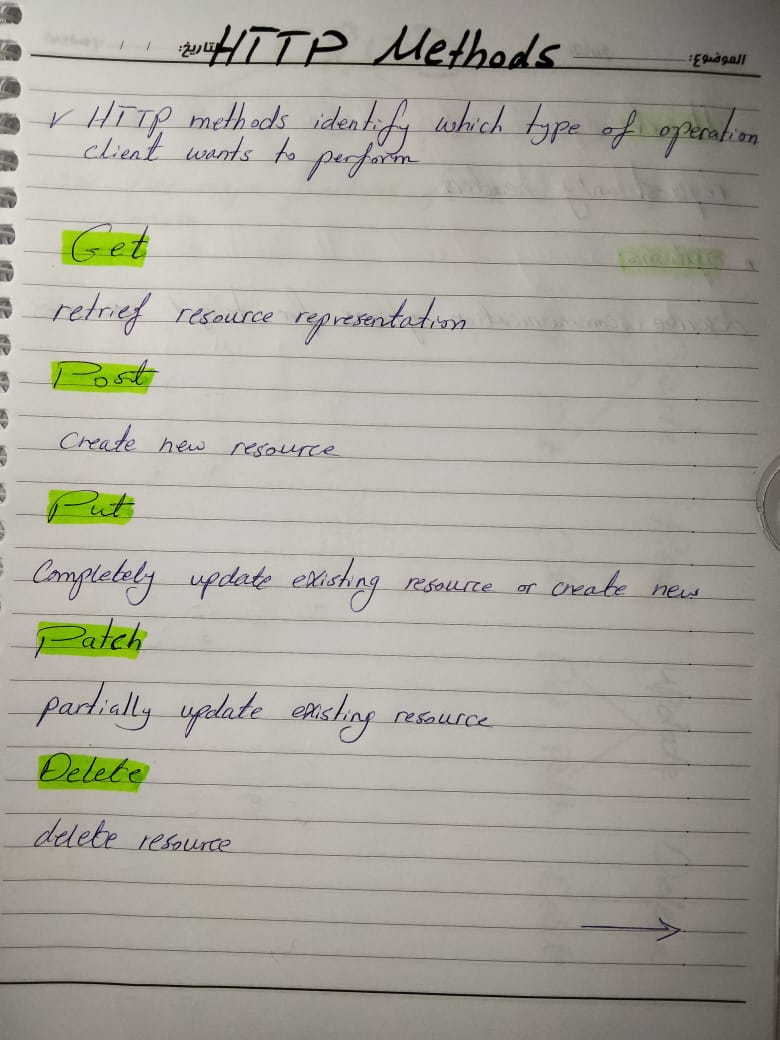 الموضوع: HTTP Methods التاريخ: / /
✓ HTTP methods identify which type of operation
client wants to perform
Get
retrief resource representation
Post
Create new resource
Put
Completely update existing resource or create new
Patch
partially update existing resource
Delete
delete resource